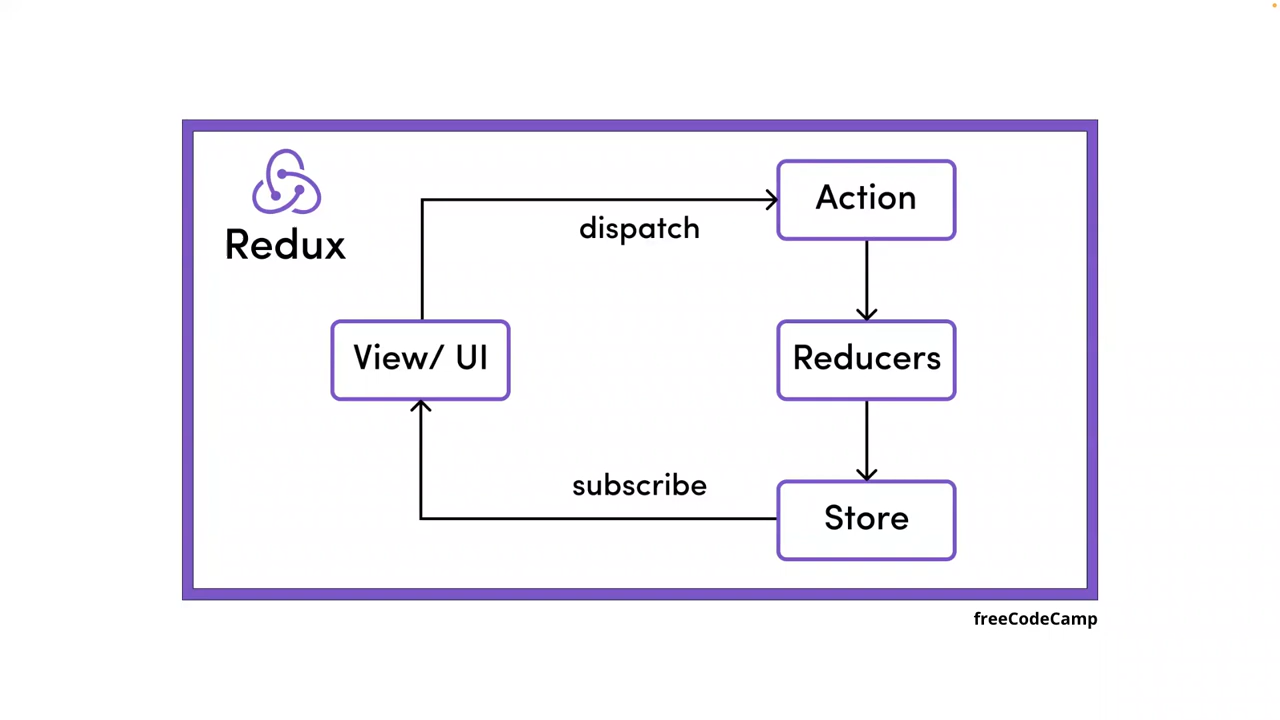 Redux
dispatch
Action
View/ UI
Reducers
subscribe
Store
freeCodeCamp